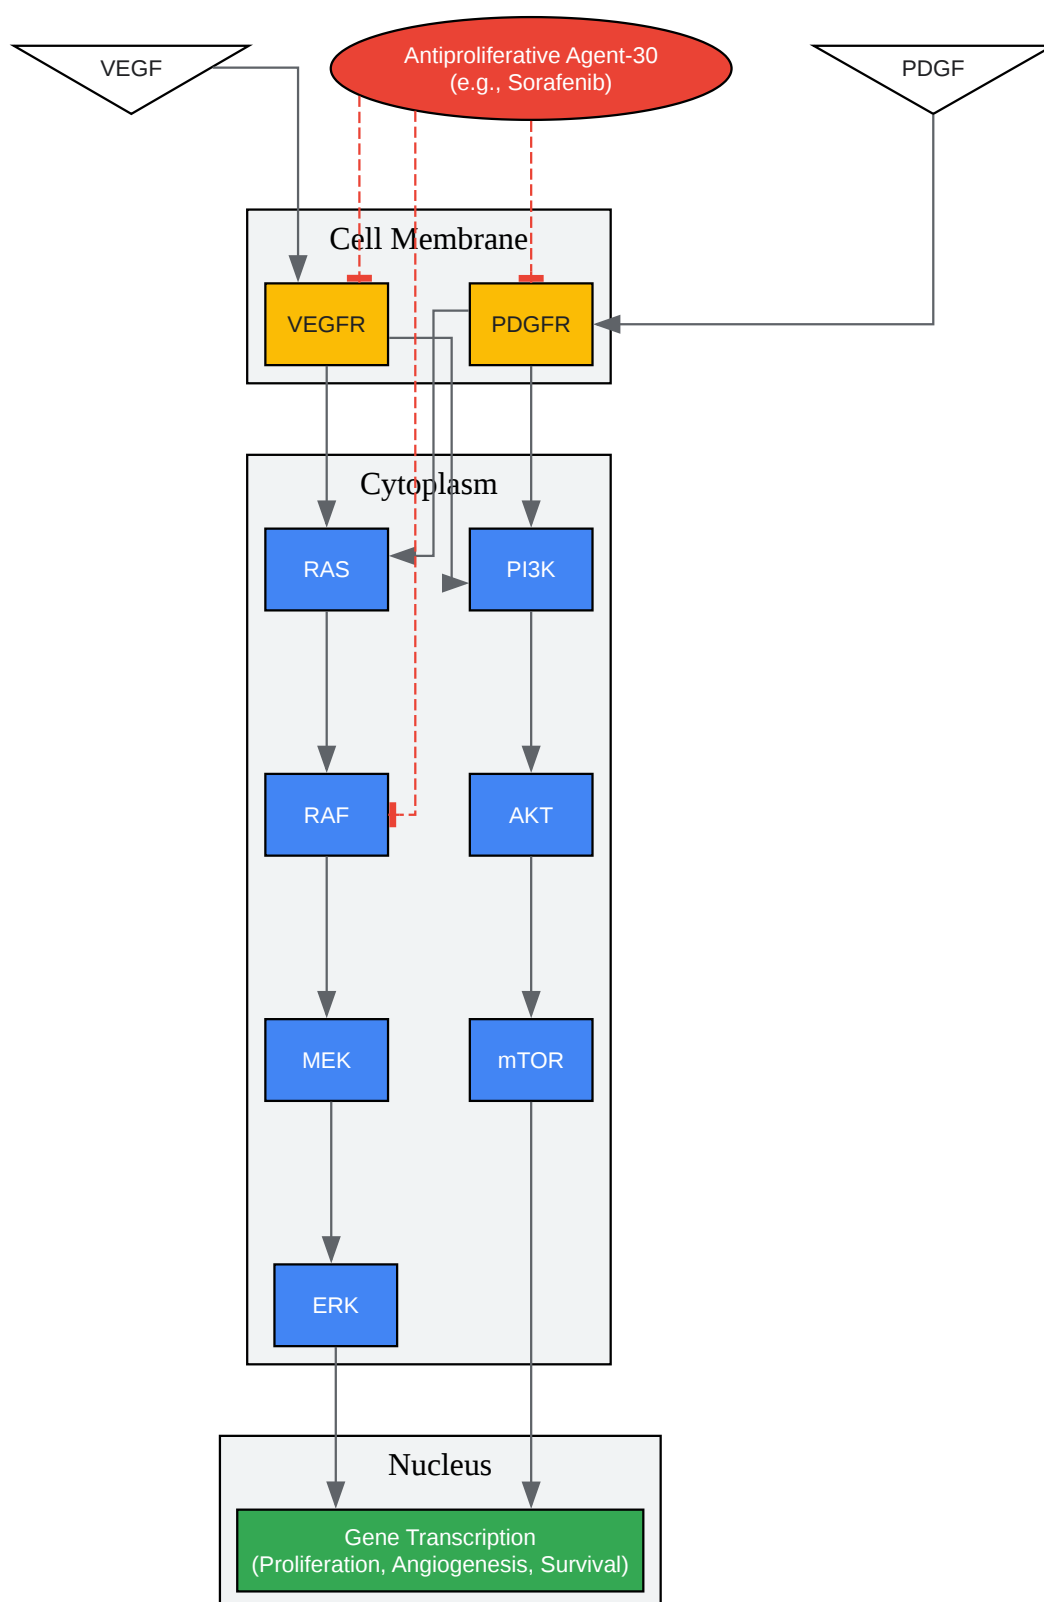 VEGF
Antiproliferative Agent-30
(e.g., Sorafenib)
PDGF
Cell Membrane
VEGFR
PDGFR
Cytoplasm
RAS
PI3K
RAF
AKT
MEK
mTOR
ERK
Nucleus
Gene Transcription
(Proliferation, Angiogenesis, Survival)